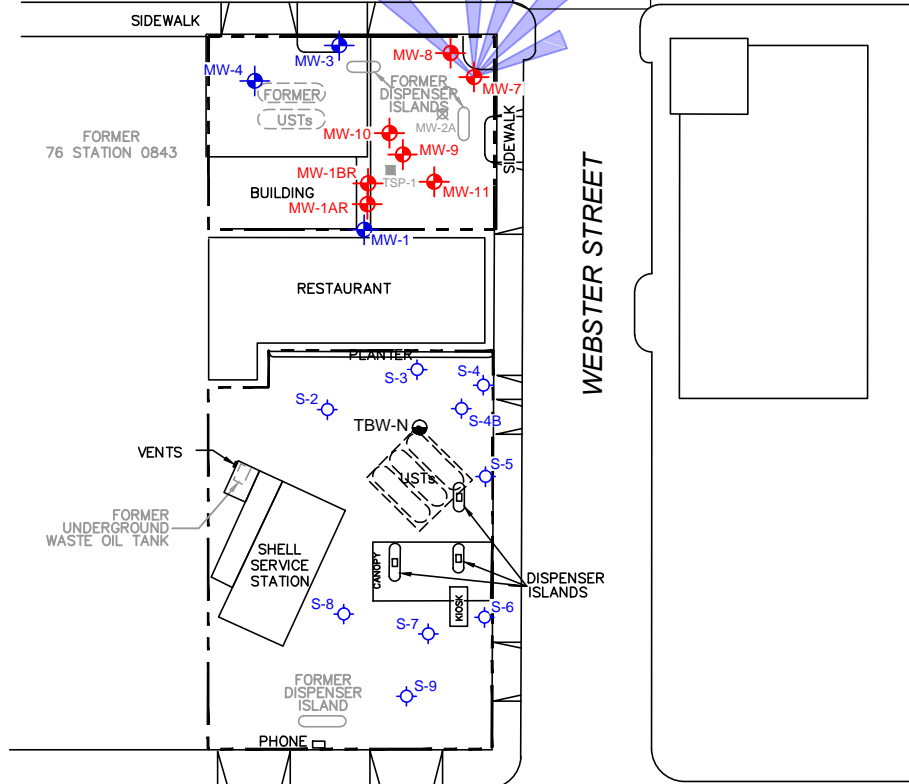 SIDEWALK
MW-3
MW-8
MW-4
MW-7
FORMER
USTs
FORMER
DISPENSER
ISLANDS
MW-2A
FORMER
76 STATION 0843
MW-10
MW-9
SIDEWALK
MW-1BR
TSP-1
MW-11
BUILDING
MW-1AR
MW-1
WEBSTER STREET
RESTAURANT
PLANTER
S-3
S-4
S-2
S-4B
TBW-N
VENTS
USTs
S-5
FORMER
UNDERGROUND
WASTE OIL TANK
SHELL
SERVICE
STATION
CANOPY
DISPENSER
ISLANDS
KIOSK
S-8
S-6
S-7
FORMER
DISPENSER
ISLAND
S-9
PHONE